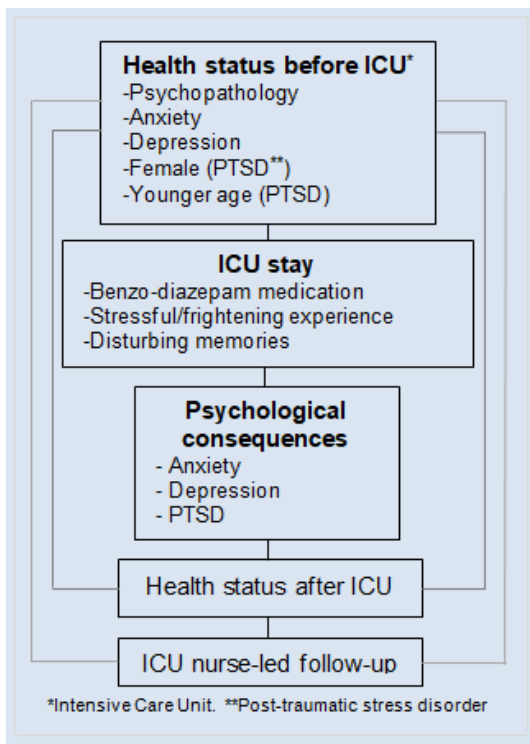 Health status before ICU*
-Psychopathology
-Anxiety
-Depression
-Female (PTSD**)
-Younger age (PTSD)
ICU stay
-Benzo-diazepam medication
-Stressful/frightening experience
-Disturbing memories
Psychological
consequences
- Anxiety
- Depression
- PTSD
Health status after ICU
ICU nurse-led follow-up
*Intensive Care Unit. **Post-traumatic stress disorder